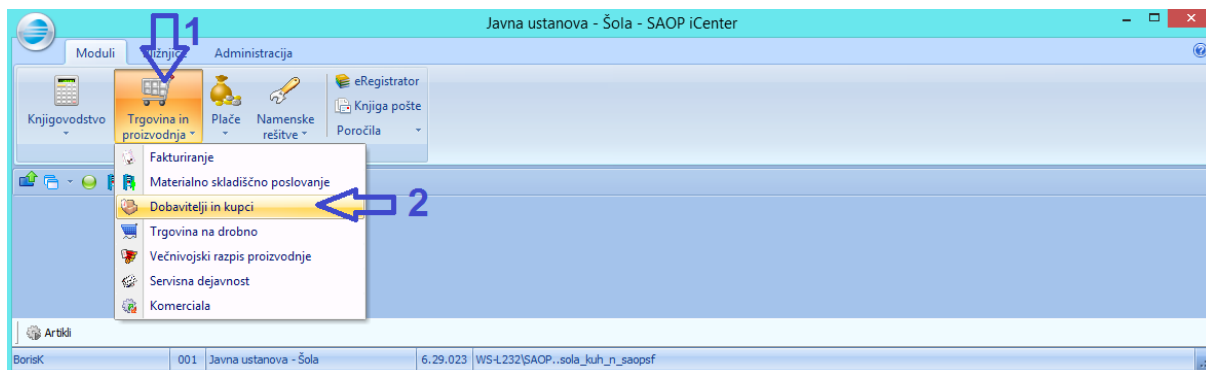 Javna ustanova - Šola - SAOP iCenter
1
Moduli Administracija
eRegistrator
Knjiga pošte
Poročila
Knjigovodstvo
Trgovina in
proizvodnja
Plače
Namenske
rešitve
Fakturiranje
Materialno skladiščno poslovanje
Dobavitelji in kupci
2
Trgovina na drobno
Večnivojski razpis proizvodnje
Servisna dejavnost
Komerciala
Artikli
BorisK 001 Javna ustanova - Šola 6.29.023 WS-L232\SAOP..sola_kuh_n_saopsf